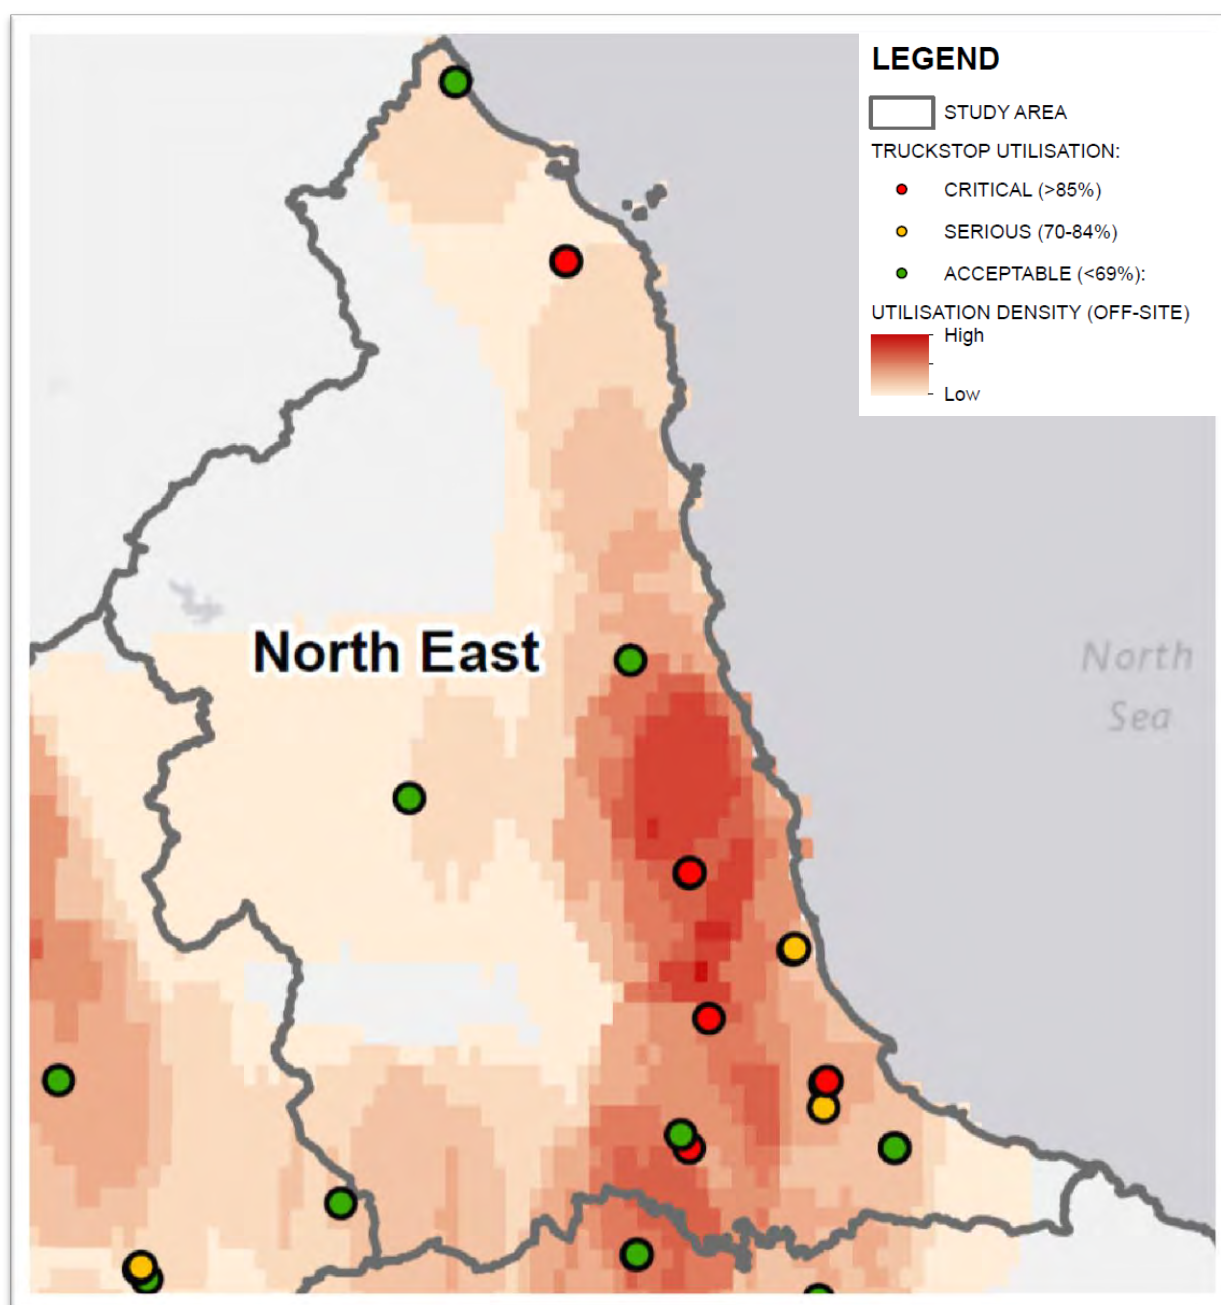 LEGEND
STUDY AREA
TRUCKSTOP UTILISATION:
CRITICAL (>85%)
SERIOUS (70-84%)
ACCEPTABLE (<69%):
UTILISATION DENSITY (OFF-SITE)
High
Low
North East
North
Sea